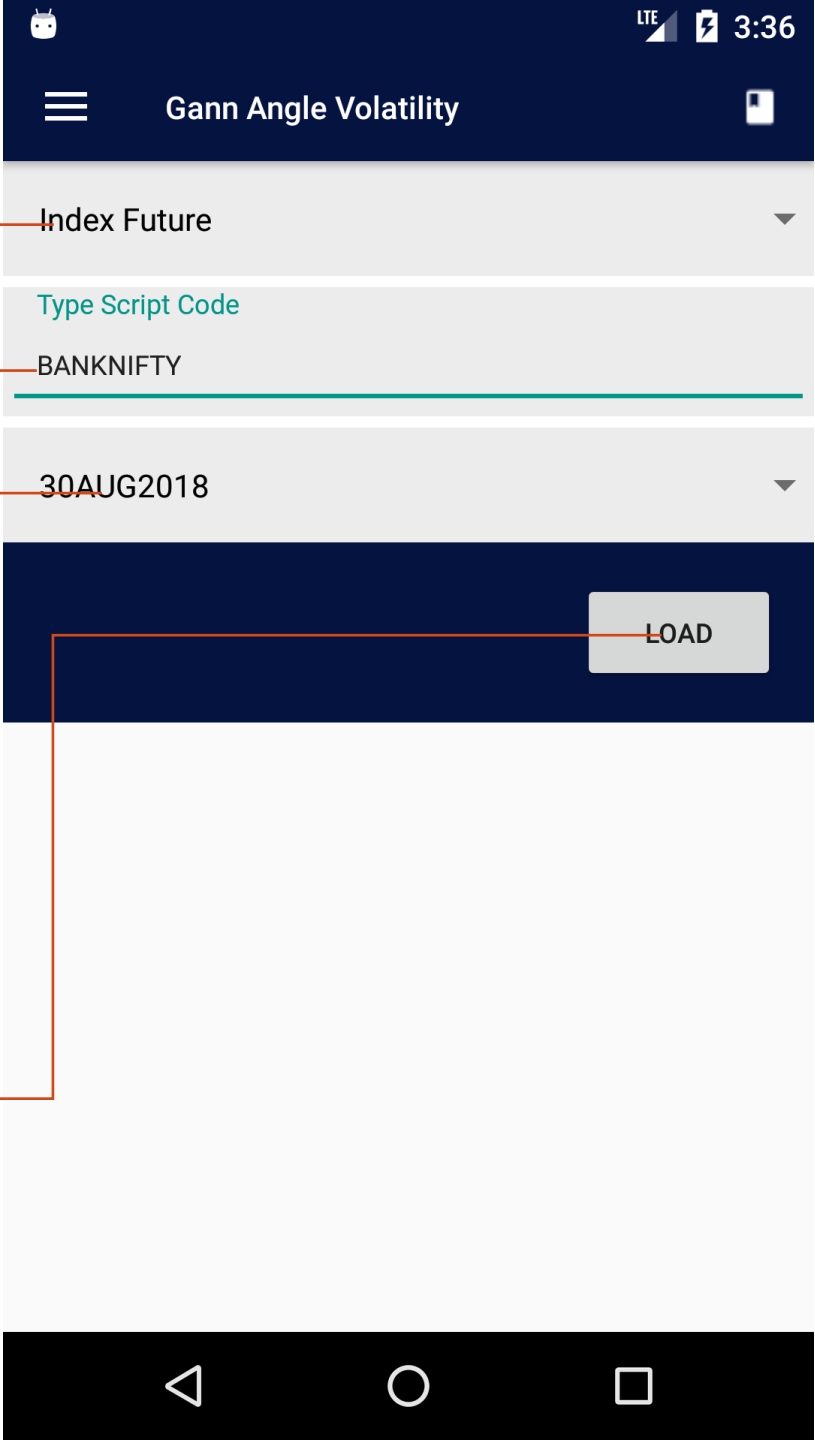 LTE 3:36
Gann Angle Volatility
Index Future
Type Script Code
BANKNIFTY
30AUG2018
LOAD